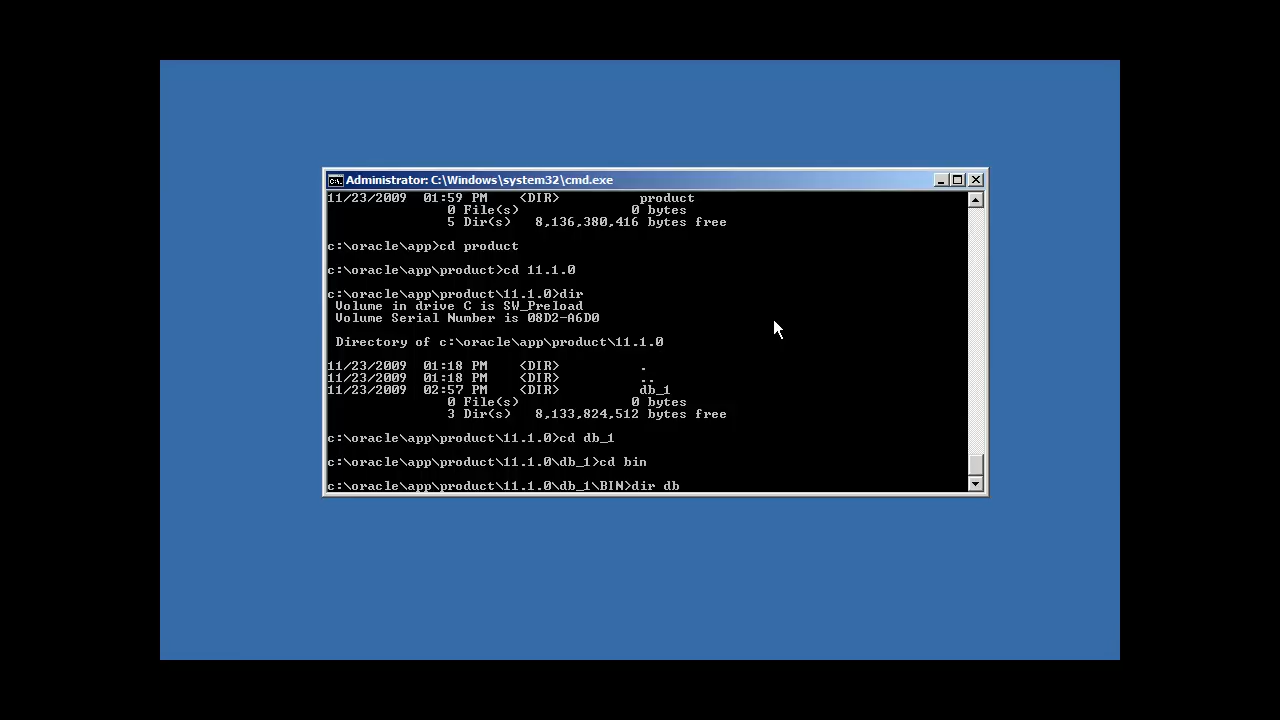 Administrator: C:\Windows\system32\cmd.exe
11/23/2009  01:59 PM    <DIR>          product
               0 File(s)              0 bytes
               5 Dir(s)   8,136,380,416 bytes free
c:\oracle\app>cd product
c:\oracle\app\product>cd 11.1.0
c:\oracle\app\product\11.1.0>dir
 Volume in drive C is SW_Preload
 Volume Serial Number is 08D2-A6D0
 Directory of c:\oracle\app\product\11.1.0
11/23/2009  01:18 PM    <DIR>          .
11/23/2009  01:18 PM    <DIR>          ..
11/23/2009  02:57 PM    <DIR>          db_1
               0 File(s)              0 bytes
               3 Dir(s)   8,133,824,512 bytes free
c:\oracle\app\product\11.1.0>cd db_1
c:\oracle\app\product\11.1.0\db_1>cd bin
c:\oracle\app\product\11.1.0\db_1\BIN>dir db